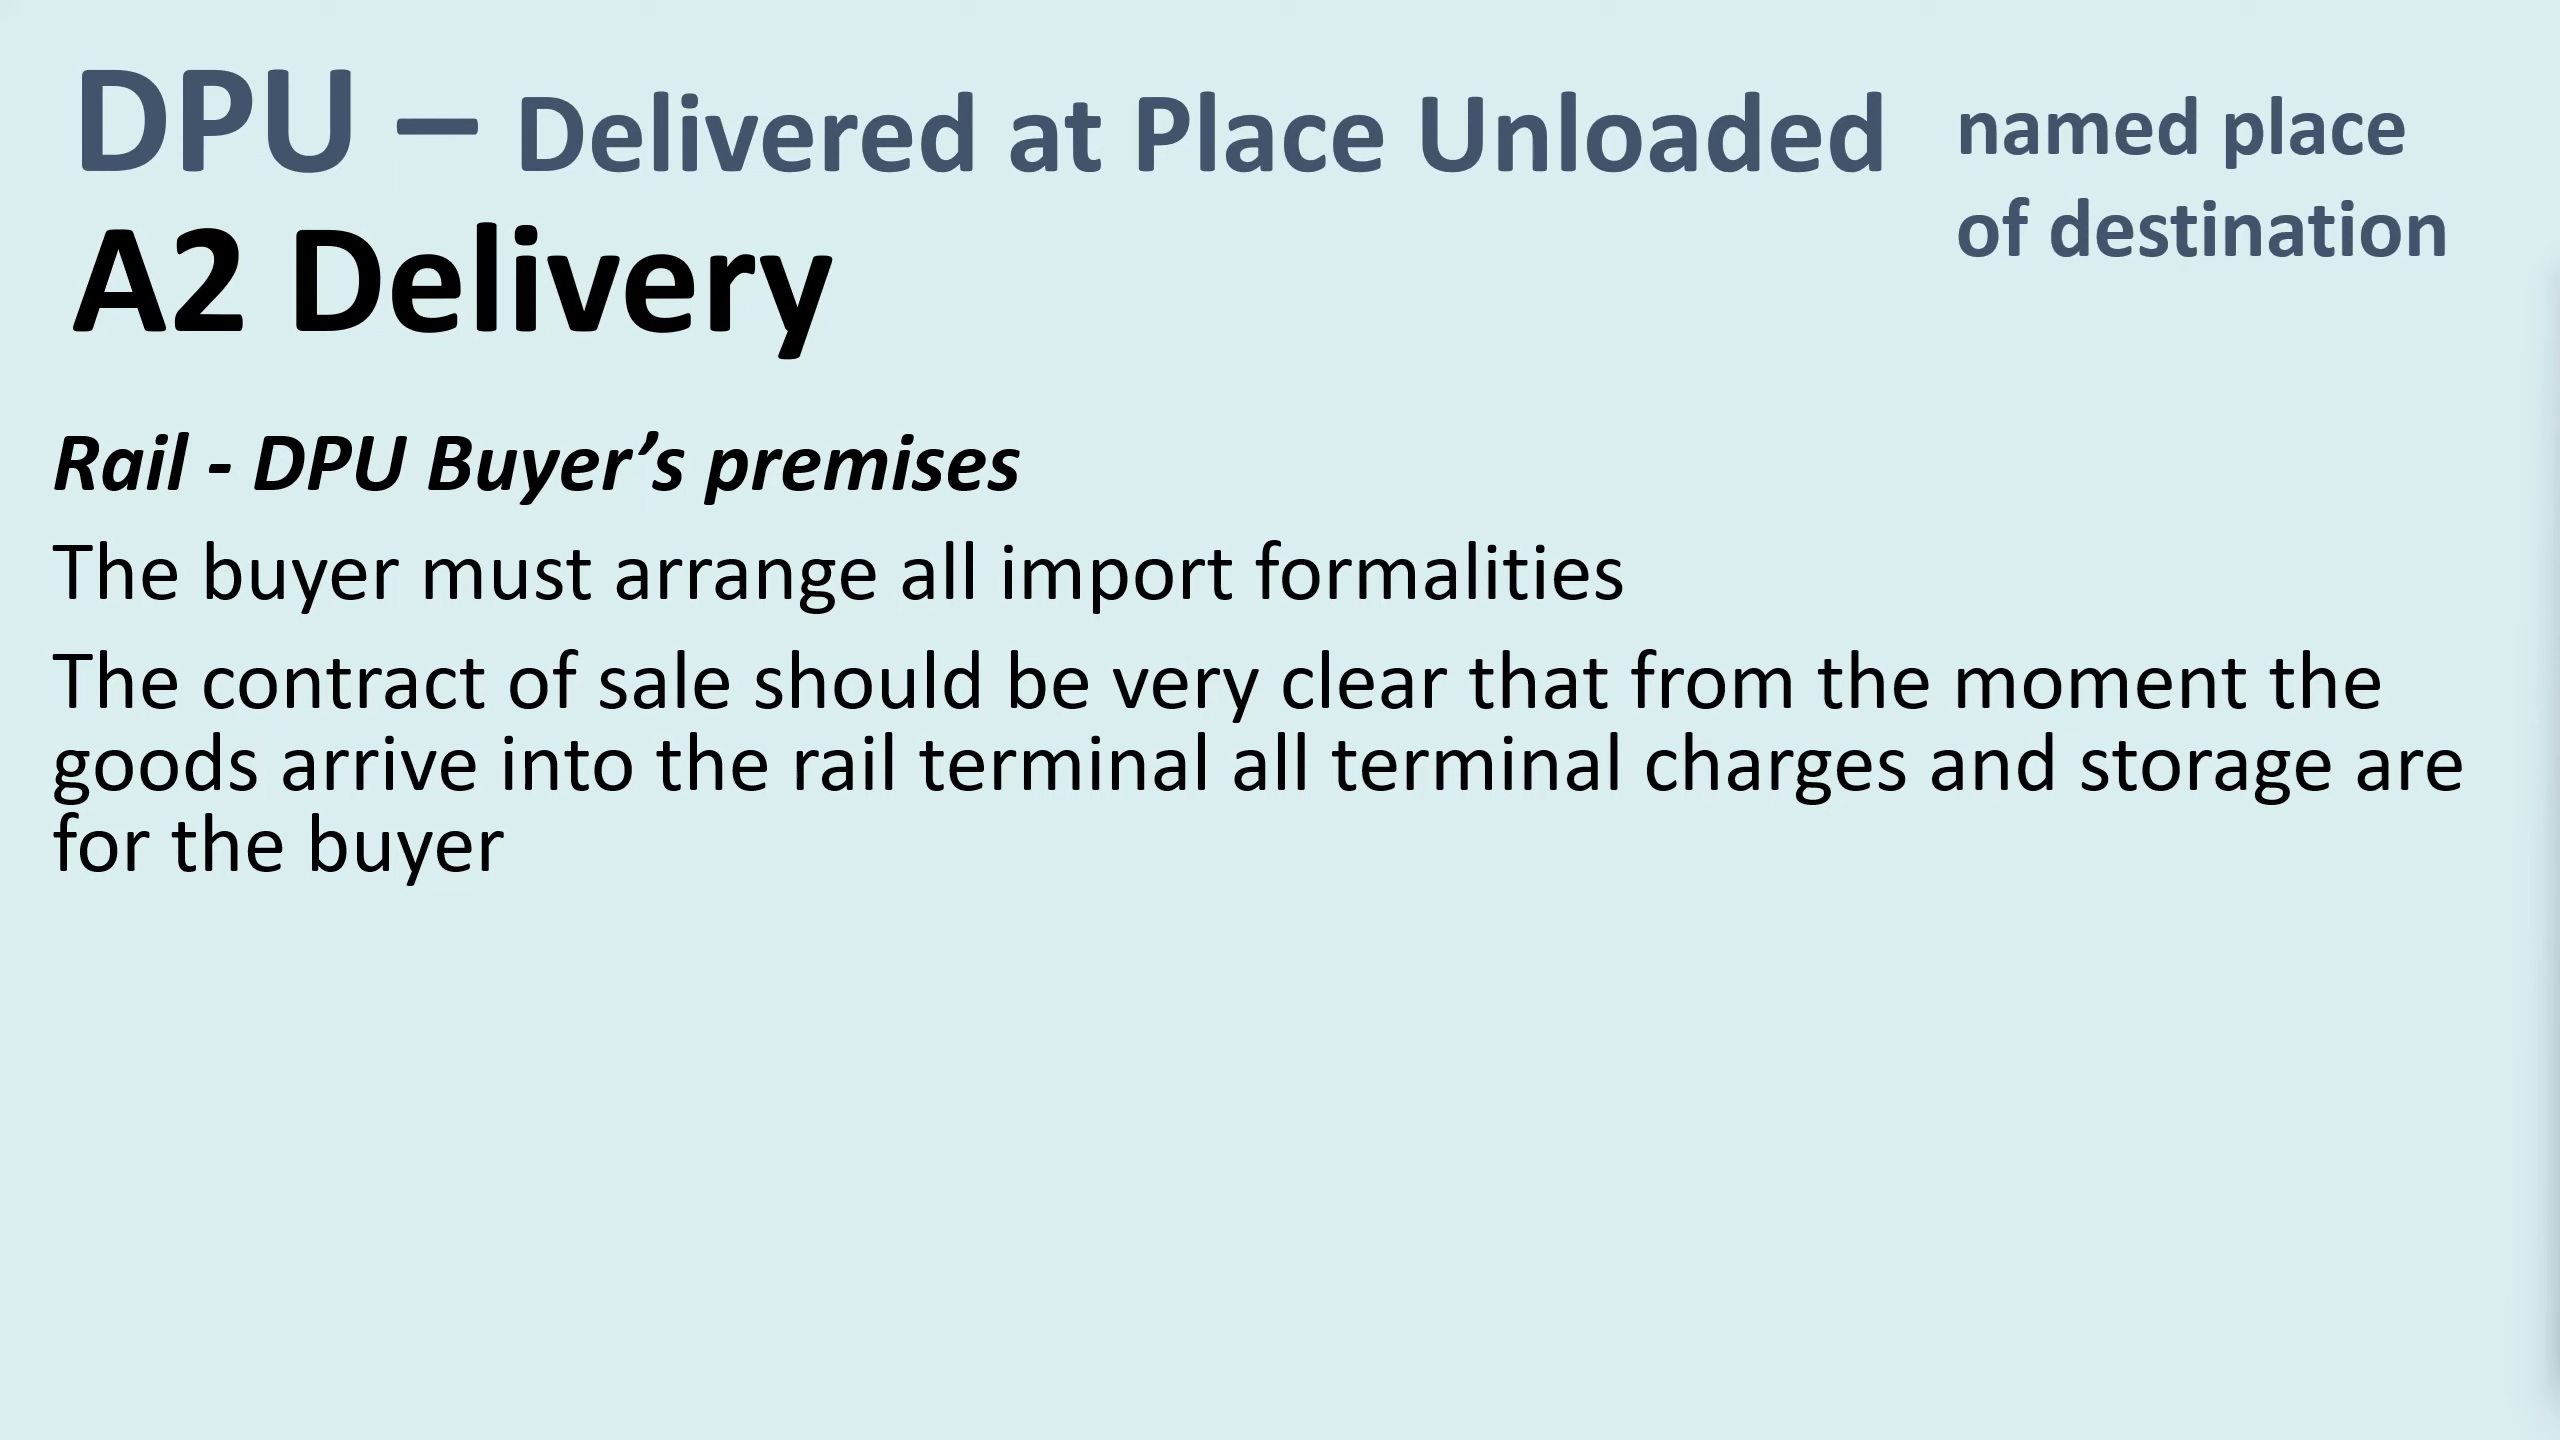 DPU – Delivered at Place Unloaded
named place
of destination
A2 Delivery
Rail - DPU Buyer’s premises
The buyer must arrange all import formalities
The contract of sale should be very clear that from the moment the
goods arrive into the rail terminal all terminal charges and storage are
for the buyer